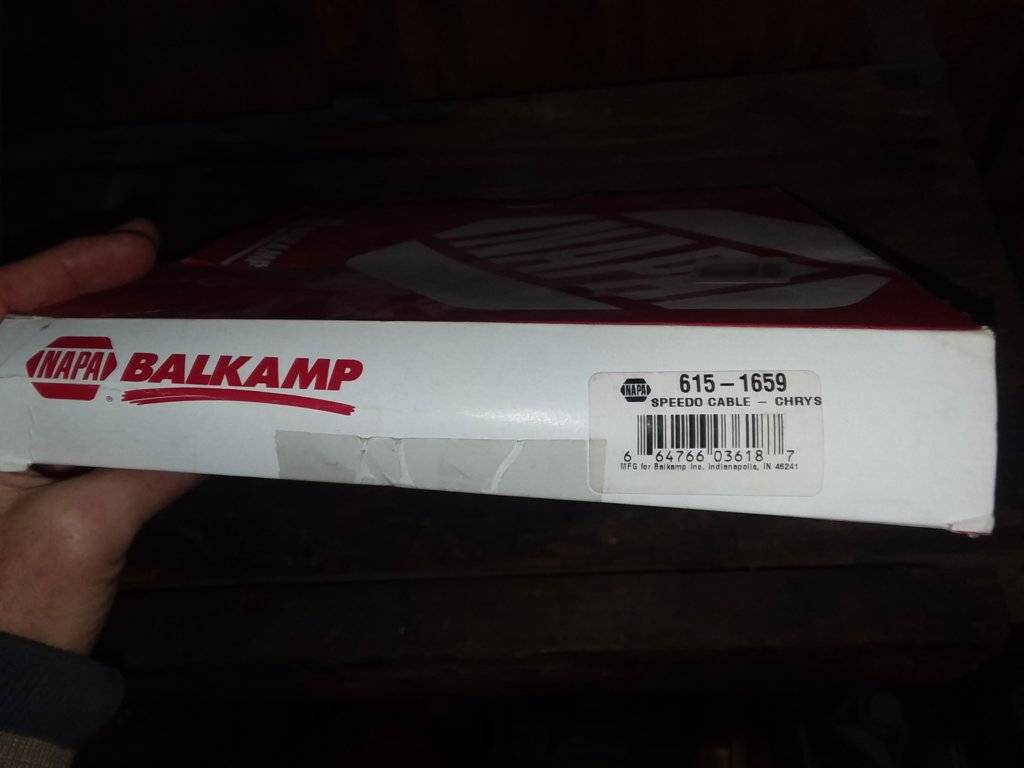 NAPA
NAPA
BALKAMP
®
NAPA
615-1659
SPEEDO CABLE - CHRYS
6 64766 03618 7
MFG for Balkamp Inc. Indianapolis, IN 46241